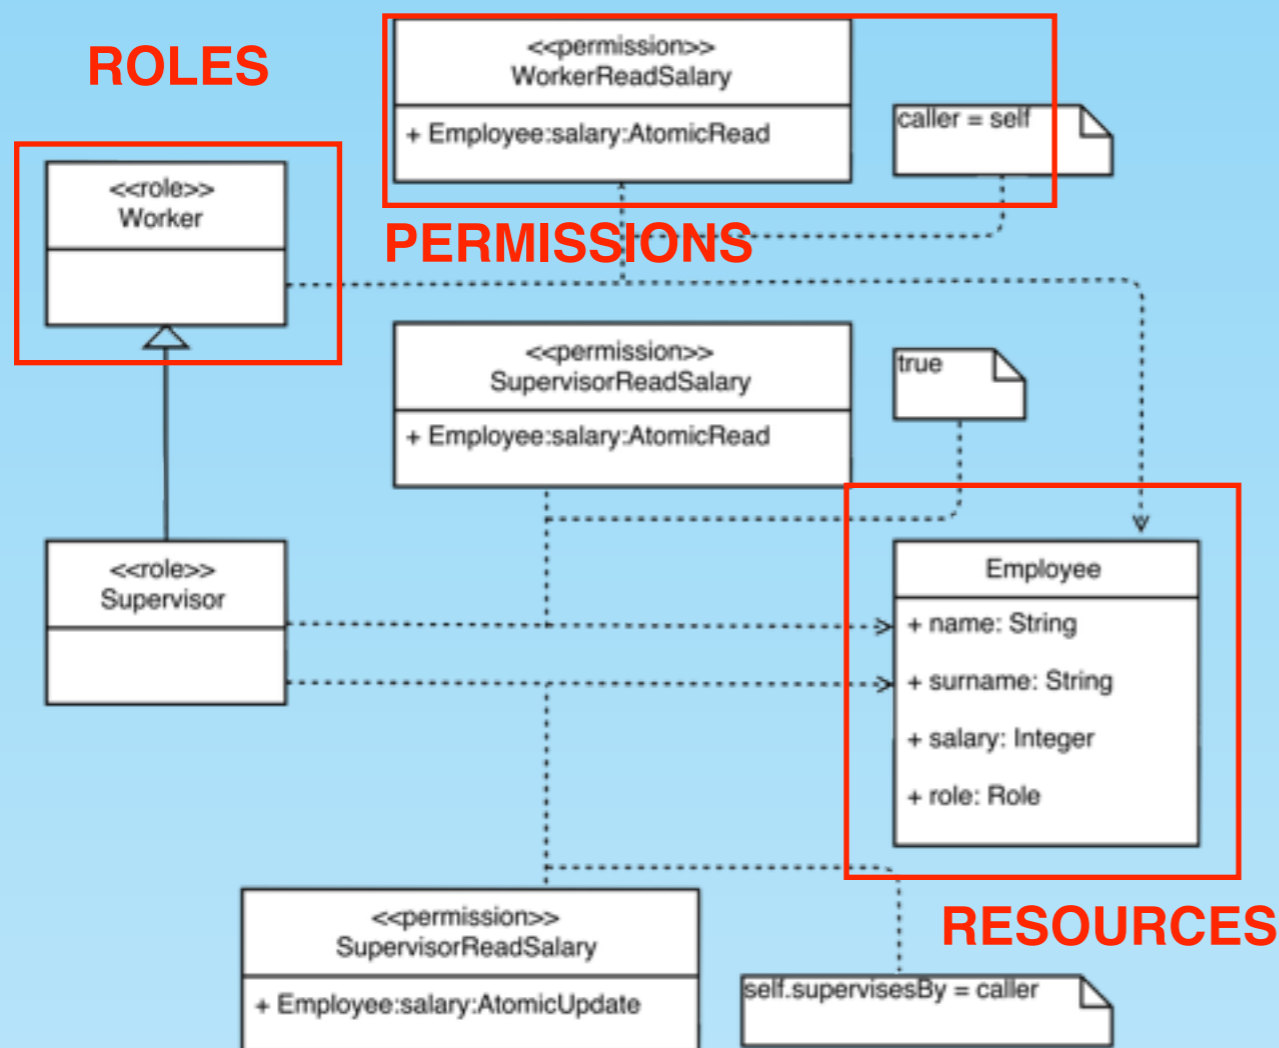 ROLES
<<permission>>
WorkerReadSalary
+ Employee:salary:AtomicRead
caller = self
<<role>>
Worker
PERMISSIONS
<<permission>>
SupervisorReadSalary
+ Employee:salary:AtomicRead
true
<<role>>
Supervisor
Employee
+ name: String
+ surname: String
+ salary: Integer
+ role: Role
RESOURCES
<<permission>>
SupervisorReadSalary
+ Employee:salary:AtomicUpdate
self.supervisesBy = caller